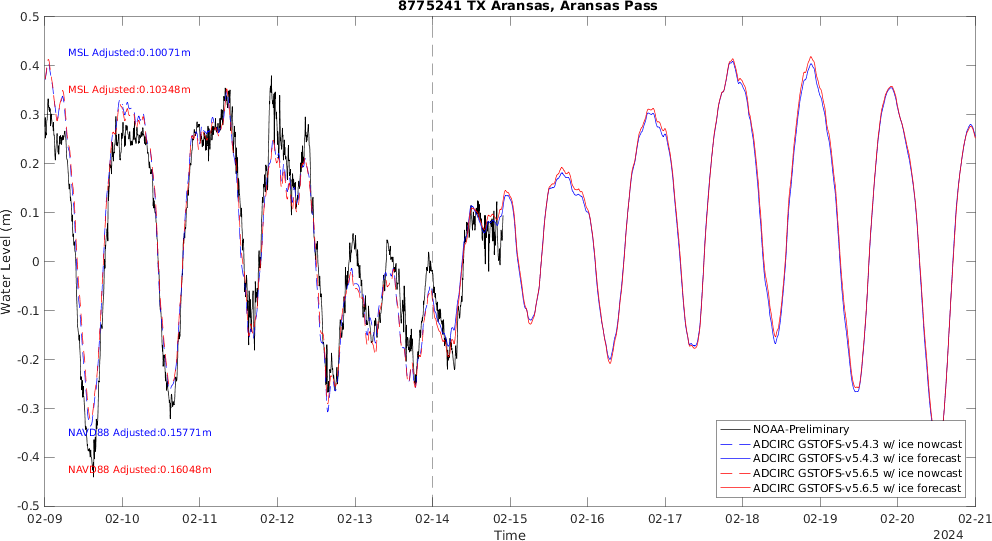 8775241 TX Aransas, Aransas Pass
0.5
0.4
0.3
0.2
0.1
0
-0.1
-0.2
-0.3
-0.4
-0.5
Water Level (m)
MSL Adjusted:0.10071m
MSL Adjusted:0.10348m
NAVD88 Adjusted:0.15771m
NAVD88 Adjusted:0.16048m
NOAA-Preliminary
ADCIRC GSTOFS-v5.4.3 w/ ice nowcast
ADCIRC GSTOFS-v5.4.3 w/ ice forecast
ADCIRC GSTOFS-v5.6.5 w/ ice nowcast
ADCIRC GSTOFS-v5.6.5 w/ ice forecast
02-09 02-10 02-11 02-12 02-13 02-14 02-15 02-16 02-17 02-18 02-19 02-20 02-21
Time
2024